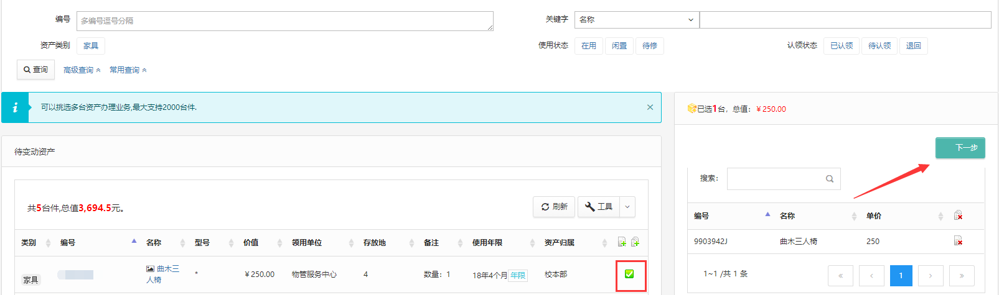 编号 多编号逗号分隔 关键字 名称
资产类别 家具 使用状态 在用 闲置 待修 认领状态 已认领 待认领 退回
查询 高级查询 常用查询
可以挑选多台资产办理业务,最大支持2000台件.
已选1台，总值：￥250.00
下一步
待变动资产
搜索：
共5台件,总值3,694.5元。 刷新 工具
编号 名称 单价
类别 编号 名称 型号 价值 领用单位 存放地 备注 使用年限 资产归属
9903942J 曲木三人椅 250
家具 曲木三人椅 * ￥250.00 物管服务中心 4 数量：1 18年4个月 年限 校本部
1~1 /共 1 条 « ‹ 1 › »